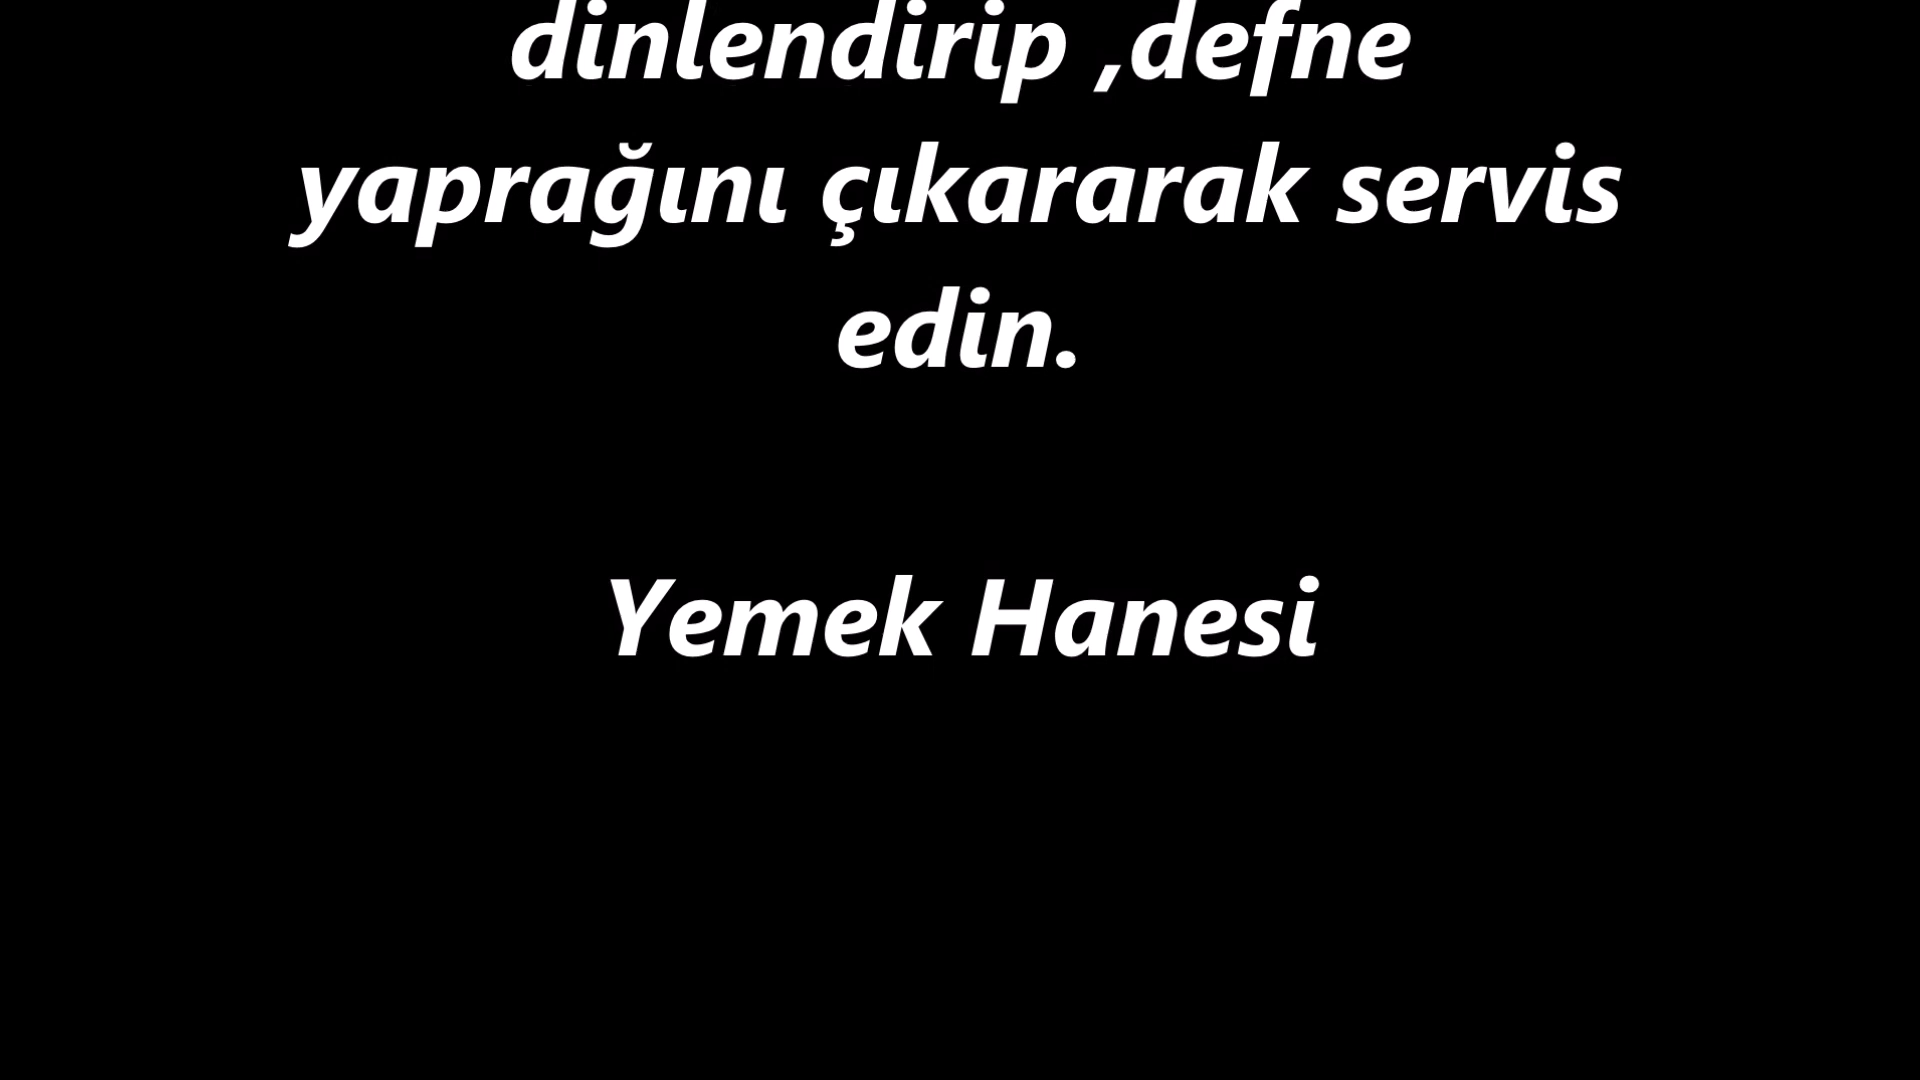 dinlendirip ,defne
yaprağını çıkararak servis
edin.
Yemek Hanesi